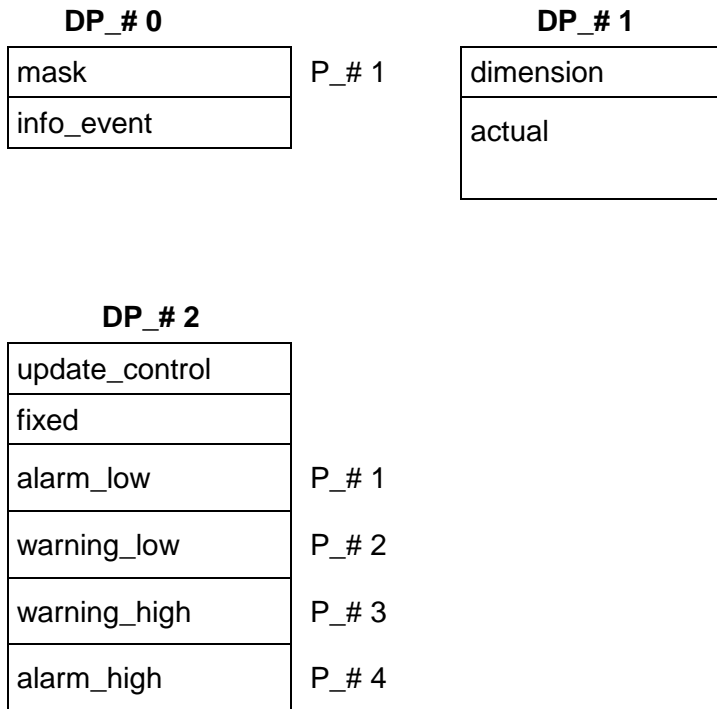 DP_# 0
mask P_# 1
info_event
DP_# 1
dimension
actual
DP_# 2
update_control
fixed
alarm_low P_# 1
warning_low P_# 2
warning_high P_# 3
alarm_high P_# 4